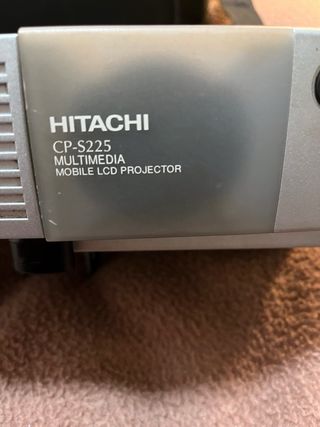 HITACHI
CP-S225
MULTIMEDIA
MOBILE LCD PROJECTOR